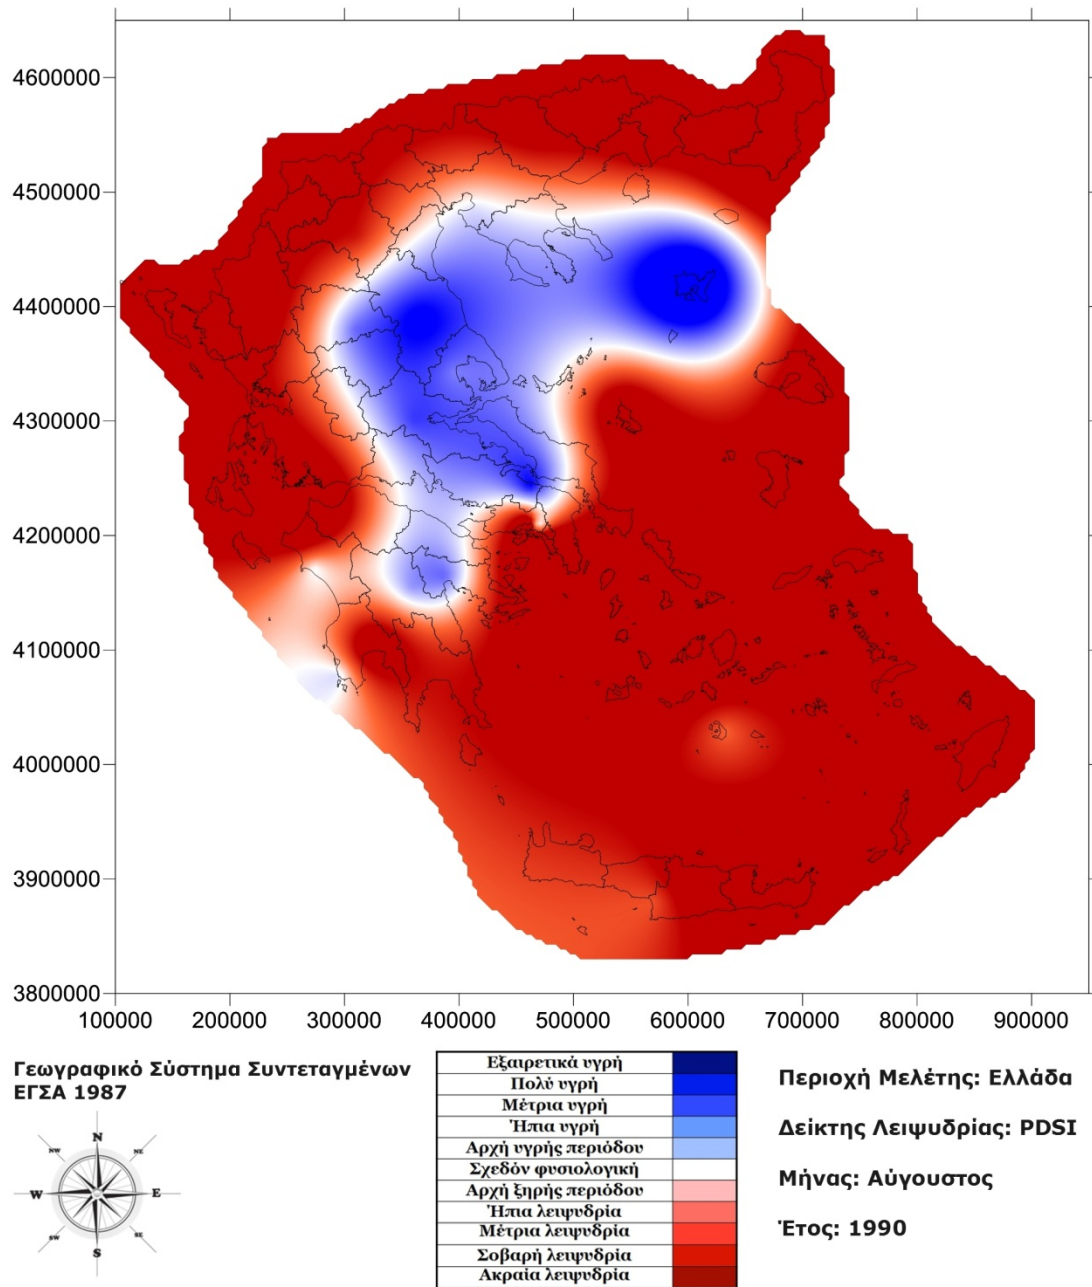 4600000
4500000
4400000
4300000
4200000
4100000
4000000
3900000
3800000
100000 200000 300000 400000 500000 600000 700000 800000 900000
Γεωγραφικό Σύστημα Συντεταγμένων
ΕΓΣΑ 1987
N
NE
E
SE
S
SW
W
NW
Εξαιρετικά υγρή
Πολύ υγρή
Μέτρια υγρή
Ήπια υγρή
Αρχή υγρής περιόδου
Σχεδόν φυσιολογική
Αρχή ξηρής περιόδου
Ήπια λειψυδρία
Μέτρια λειψυδρία
Σοβαρή λειψυδρία
Ακραία λειψυδρία
Περιοχή Μελέτης: Ελλάδα
Δείκτης Λειψυδρίας: PDSI
Μήνας: Αύγουστος
Έτος: 1990